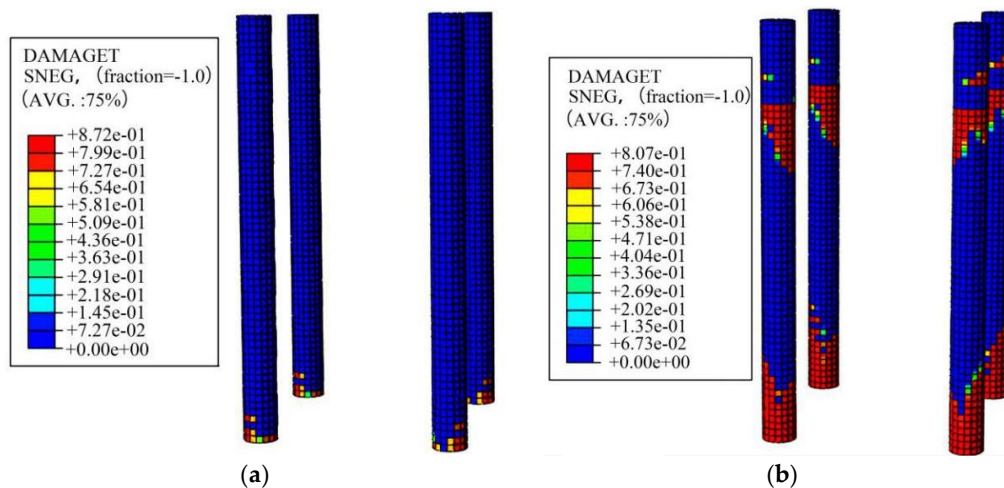 DAMAGET
SNEG, (fraction=-1.0)
(AVG. :75%)
+8.72e-01
+7.99e-01
+7.27e-01
+6.54e-01
+5.81e-01
+5.09e-01
+4.36e-01
+3.63e-01
+2.91e-01
+2.18e-01
+1.45e-01
+7.27e-02
+0.00e+00
(a)
DAMAGET
SNEG, (fraction=-1.0)
(AVG. :75%)
+8.07e-01
+7.40e-01
+6.73e-01
+6.06e-01
+5.38e-01
+4.71e-01
+4.04e-01
+3.36e-01
+2.69e-01
+2.02e-01
+1.35e-01
+6.73e-02
+0.00e+00
(b)